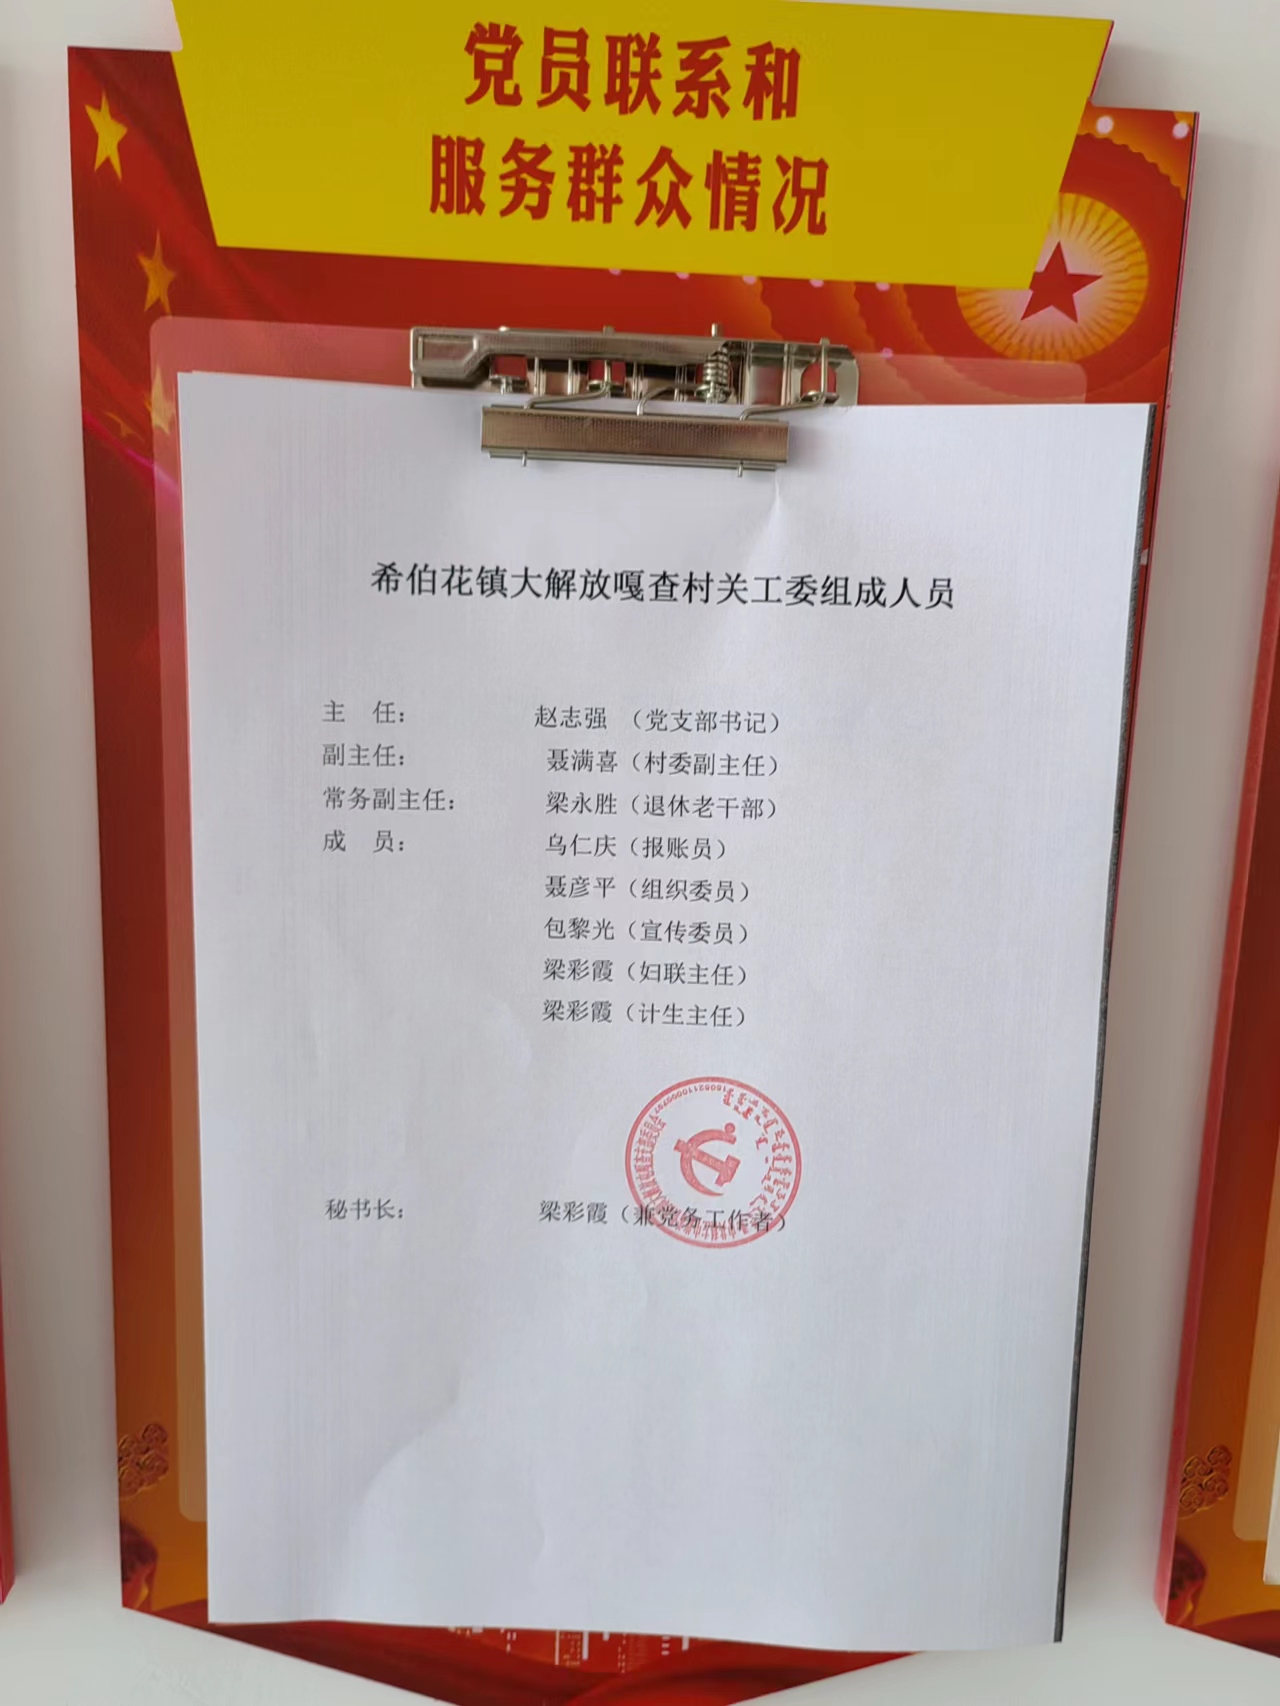 党员联系和
服务群众情况
希伯花镇大解放嘎查村关工委组成人员
主 任： 赵志强 （党支部书记）
副主任： 聂满喜（村委副主任）
常务副主任： 梁永胜（退休老干部）
成 员： 乌仁庆（报账员）
聂彦平（组织委员）
包黎光（宣传委员）
梁彩霞（妇联主任）
梁彩霞（计生主任）
秘书长： 梁彩霞（兼党务工作者）